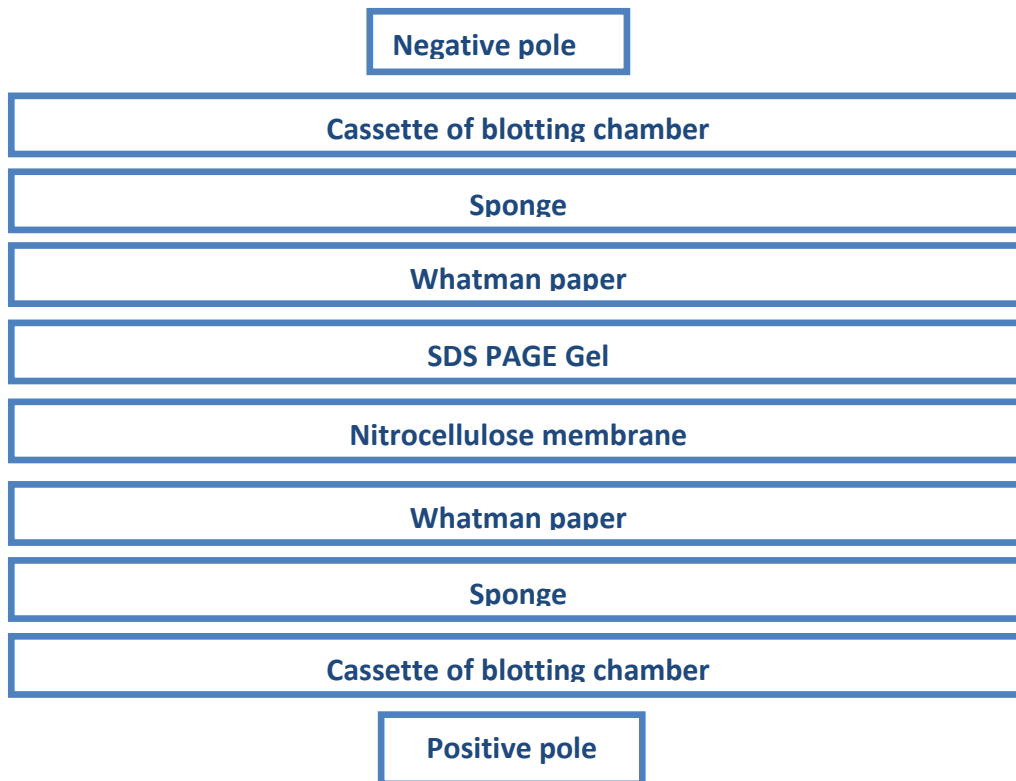 Negative pole
Cassette of blotting chamber
Sponge
Whatman paper
SDS PAGE Gel
Nitrocellulose membrane
Whatman paper
Sponge
Cassette of blotting chamber
Positive pole